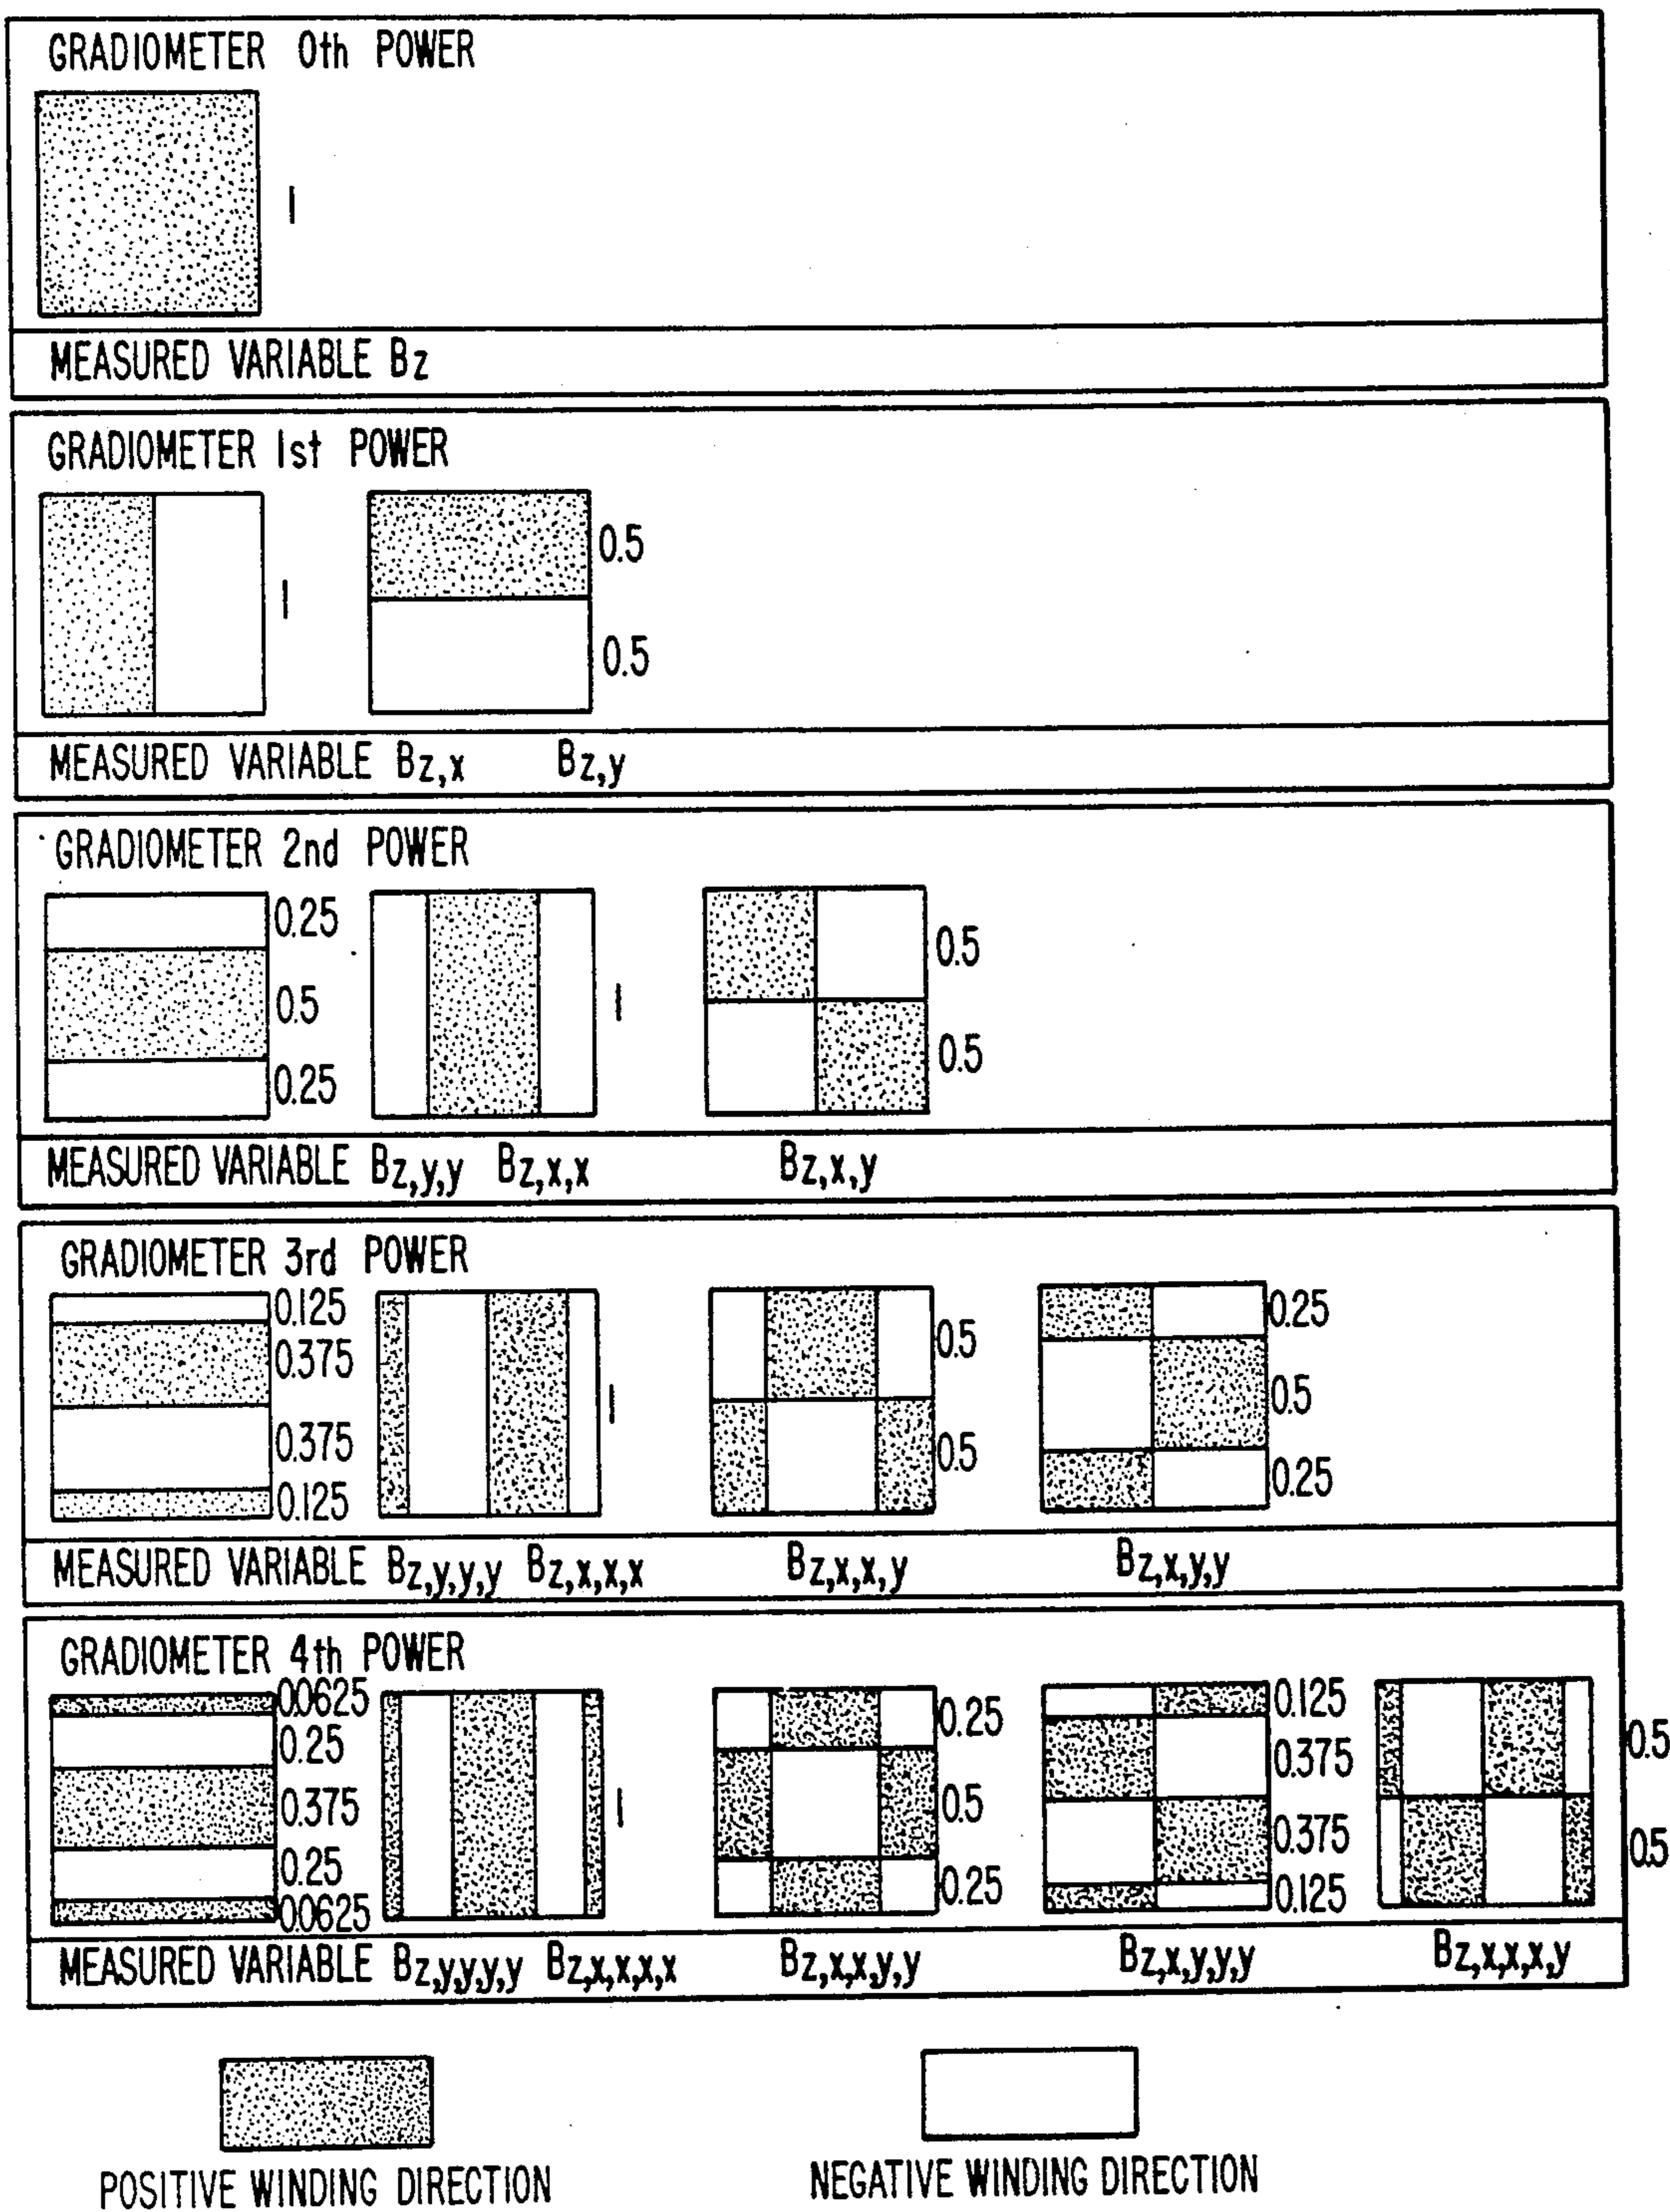 GRADIOMETER 0th POWER
1
MEASURED VARIABLE Bz
GRADIOMETER 1st POWER
1
0.5
0.5
MEASURED VARIABLE Bz,x Bz,y
GRADIOMETER 2nd POWER
0.25
0.5
0.25
1
0.5
0.5
MEASURED VARIABLE Bz,y,y Bz,x,x Bz,x,y
GRADIOMETER 3rd POWER
0.125
0.375
0.375
0.125
1
0.5
0.5
0.25
0.5
0.25
MEASURED VARIABLE Bz,y,y,y Bz,x,x,x Bz,x,x,y Bz,x,y,y
GRADIOMETER 4th POWER
0.0625
0.25
0.375
0.25
0.0625
1
0.25
0.5
0.25
0.125
0.375
0.375
0.125
0.5
0.5
MEASURED VARIABLE Bz,y,y,y,y Bz,x,x,x,x Bz,x,x,y,y Bz,x,y,y,y Bz,x,x,x,y
POSITIVE WINDING DIRECTION
NEGATIVE WINDING DIRECTION